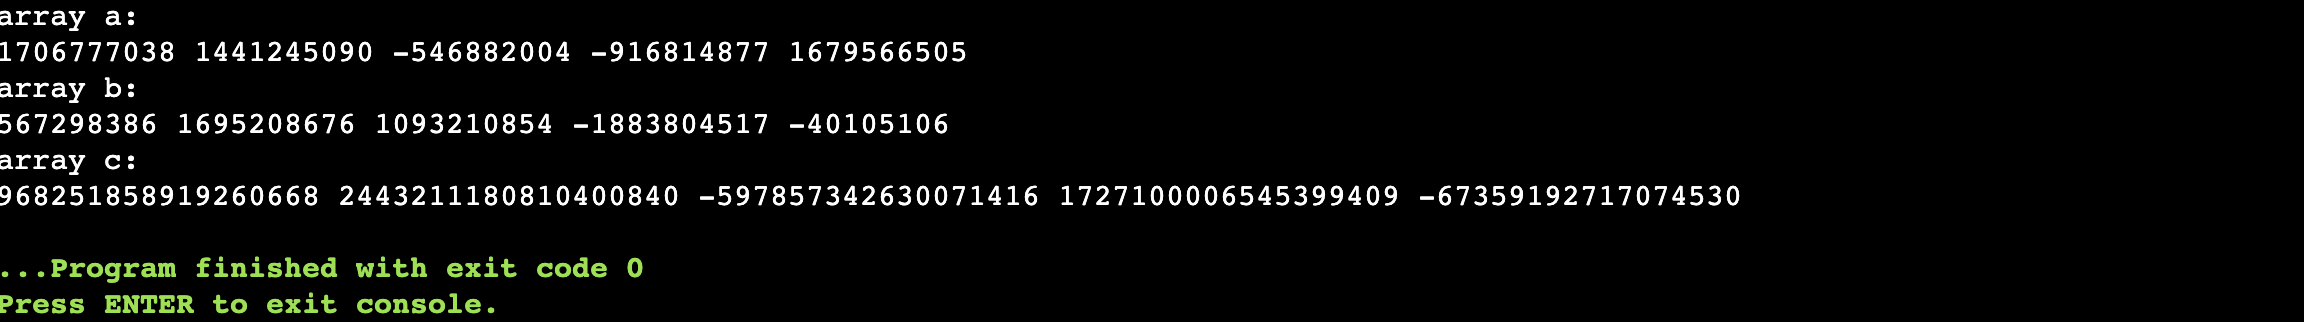 array a:
1706777038 1441245090 -546882004 -916814877 1679566505
array b:
567298386 1695208676 1093210854 -1883804517 -40105106
array c:
968251858919260668 2443211180810400840 -597857342630071416 1727100006545399409 -67359192717074530
...Program finished with exit code 0
Press ENTER to exit console.